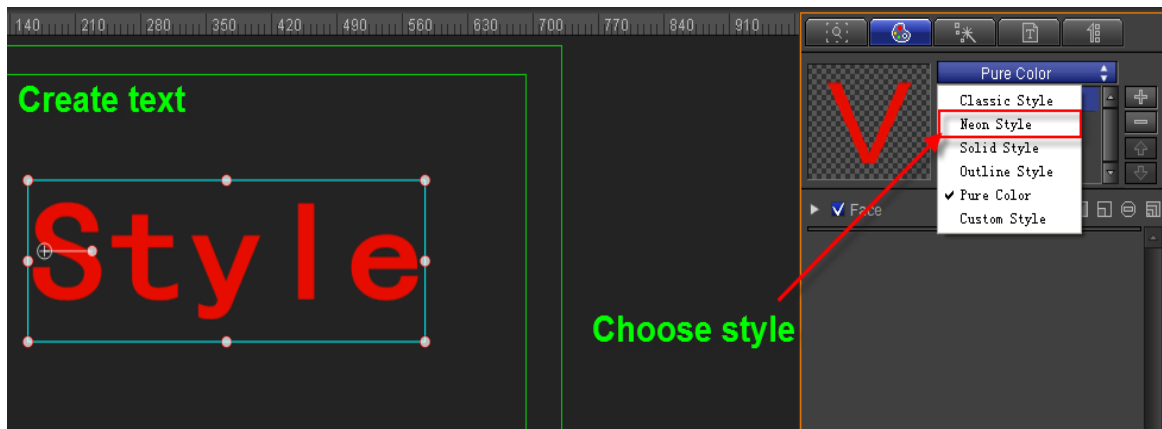 140 210 280 350 420 490 560 630 700 770 840 910
T
Pure Color
Create text
V
Classic Style
Neon Style
Solid Style
Outline Style
Pure Color
Custom Style
Face
Style
Choose style